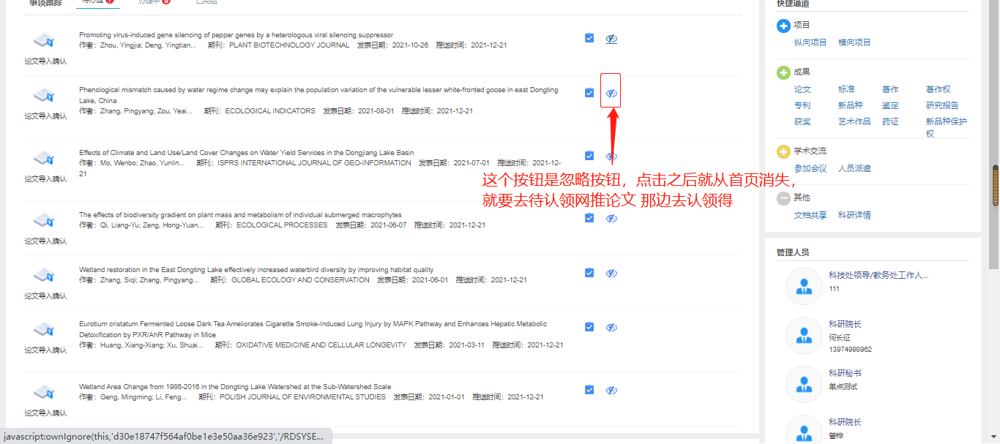 事项跟踪 待办理 7 办理中 9 已完结
Promoting virus-induced gene silencing of pepper genes by a heterologous viral silencing suppressor
作者：Zhou, Yingjia; Deng, Yingtian... 期刊：PLANT BIOTECHNOLOGY JOURNAL 发表日期：2021-10-26 推送时间：2021-12-21
论文导入确认
Phenological mismatch caused by water regime change may explain the population variation of the vulnerable lesser white-fronted goose in east Dongting
Lake, China
作者：Zhang, Pingyang; Zou, Yeai... 期刊：ECOLOGICAL INDICATORS 发表日期：2021-08-01 推送时间：2021-12-21
论文导入确认
Effects of Climate and Land Use/Land Cover Changes on Water Yield Services in the Dongjiang Lake Basin
作者：Mo, Wenbo; Zhao, Yunlin... 期刊：ISPRS INTERNATIONAL JOURNAL OF GEO-INFORMATION 发表日期：2021-07-01 推送时间：2021-12-
21
论文导入确认
这个按钮是忽略按钮，点击之后就从首页消失，
就要去待认领网推论文 那边去认领得
The effects of biodiversity gradient on plant mass and metabolism of individual submerged macrophytes
作者：Qi, Liang-Yu; Zeng, Hong-Yuan... 期刊：ECOLOGICAL PROCESSES 发表日期：2021-06-07 推送时间：2021-12-21
论文导入确认
Wetland restoration in the East Dongting Lake effectively increased waterbird diversity by improving habitat quality
作者：Zhang, Siqi; Zhang, Pingyang... 期刊：GLOBAL ECOLOGY AND CONSERVATION 发表日期：2021-06-01 推送时间：2021-12-21
论文导入确认
Eurotium cristatum Fermented Loose Dark Tea Ameliorates Cigarette Smoke-Induced Lung Injury by MAPK Pathway and Enhances Hepatic Metabolic
Detoxification by PXR/AhR Pathway in Mice
作者：Huang, Xiang-Xiang; Xu, Shuai... 期刊：OXIDATIVE MEDICINE AND CELLULAR LONGEVITY 发表日期：2021-03-11 推送时间：2021-12-21
论文导入确认
Wetland Area Change from 1986-2016 in the Dongting Lake Watershed at the Sub-Watershed Scale
作者：Geng, Mingming; Li, Feng... 期刊：POLISH JOURNAL OF ENVIRONMENTAL STUDIES 发表日期：2021-01-01 推送时间：2021-12-21
论文导入确认
javascript:ownIgnore(this,'d30e18747f564af0be1e3e50aa36e923','/RDSYSE...
快捷通道
项目
纵向项目 横向项目
成果
论文 标准 著作 著作权
专利 新品种 鉴定 研究报告
获奖 艺术作品 药证 新品种保护
权
学术交流
参加会议 人员派遣
其他
文档共享 科研详情
管理人员
科技处领导/教务处工作人...
111
科研院长
何长征
13974998962
科研秘书
单点测试
科研院长
曾桦